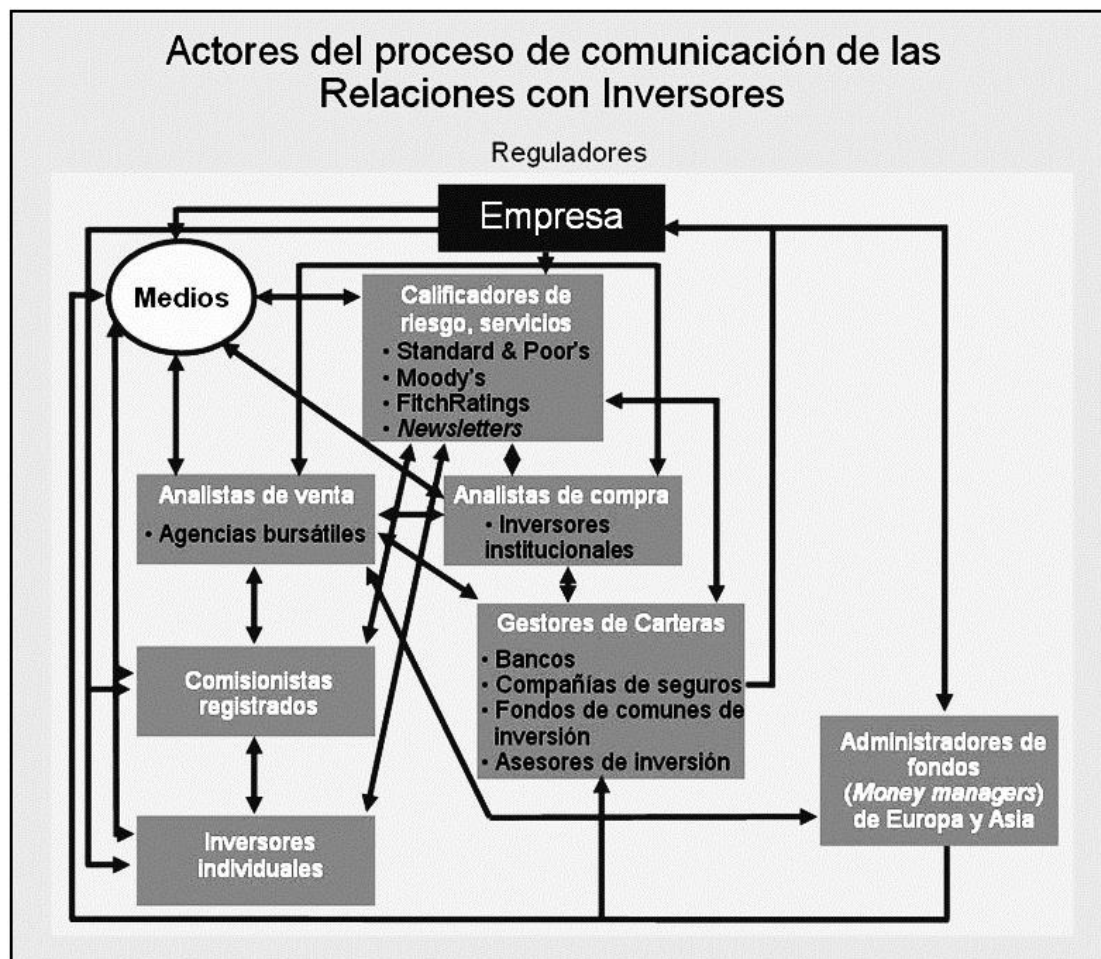 Actores del proceso de comunicación de las
Relaciones con Inversores
Reguladores
Empresa
Medios
Calificadores de
riesgo, servicios
• Standard & Poor's
• Moody's
• FitchRatings
• Newsletters
Analistas de venta
• Agencias bursátiles
Analistas de compra
• Inversores
institucionales
Gestores de Carteras
• Bancos
• Compañías de seguros
• Fondos de comunes de
inversión
• Asesores de inversión
Comisionistas
registrados
Administradores de
fondos
(Money managers)
de Europa y Asia
Inversores
individuales